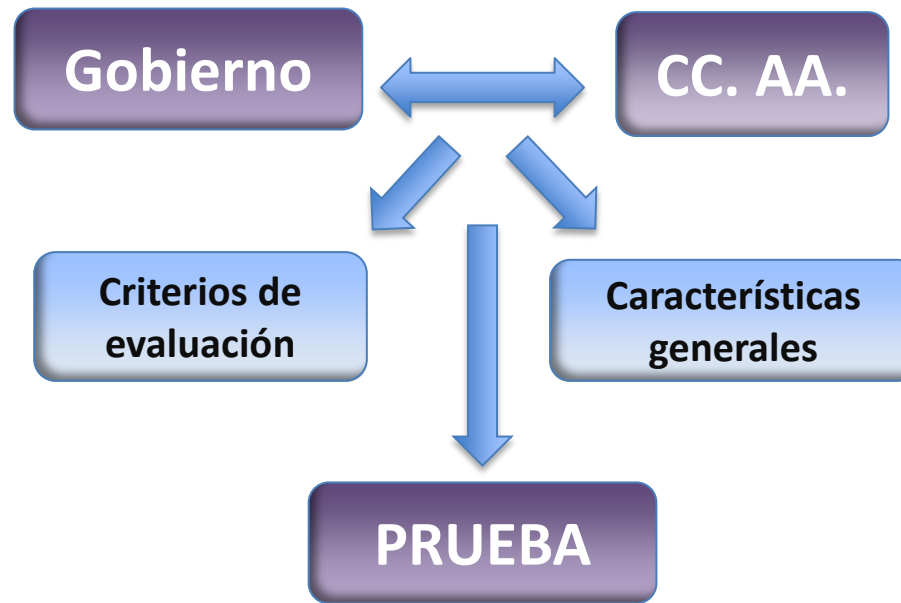 Gobierno
CC. AA.
Criterios de
evaluación
Características
generales
PRUEBA